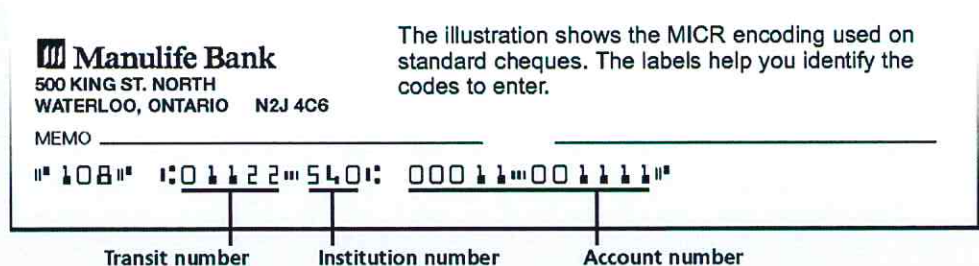 Manulife Bank
500 KING ST. NORTH
WATERLOO, ONTARIO N2J 4C6
The illustration shows the MICR encoding used on
standard cheques. The labels help you identify the
codes to enter.
MEMO
⑈108⑈ ⑆01122⑉540⑆ 00011⑉001111⑈
Transit number Institution number Account number